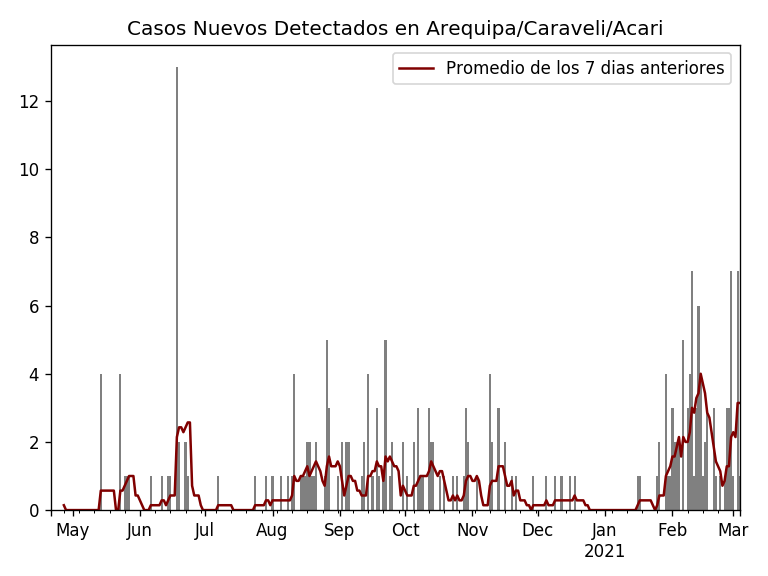 Casos Nuevos Detectados en Arequipa/Caraveli/Acari
Promedio de los 7 dias anteriores
12
10
8
6
4
2
0
May Jun Jul Aug Sep Oct Nov Dec Jan Feb Mar
2021